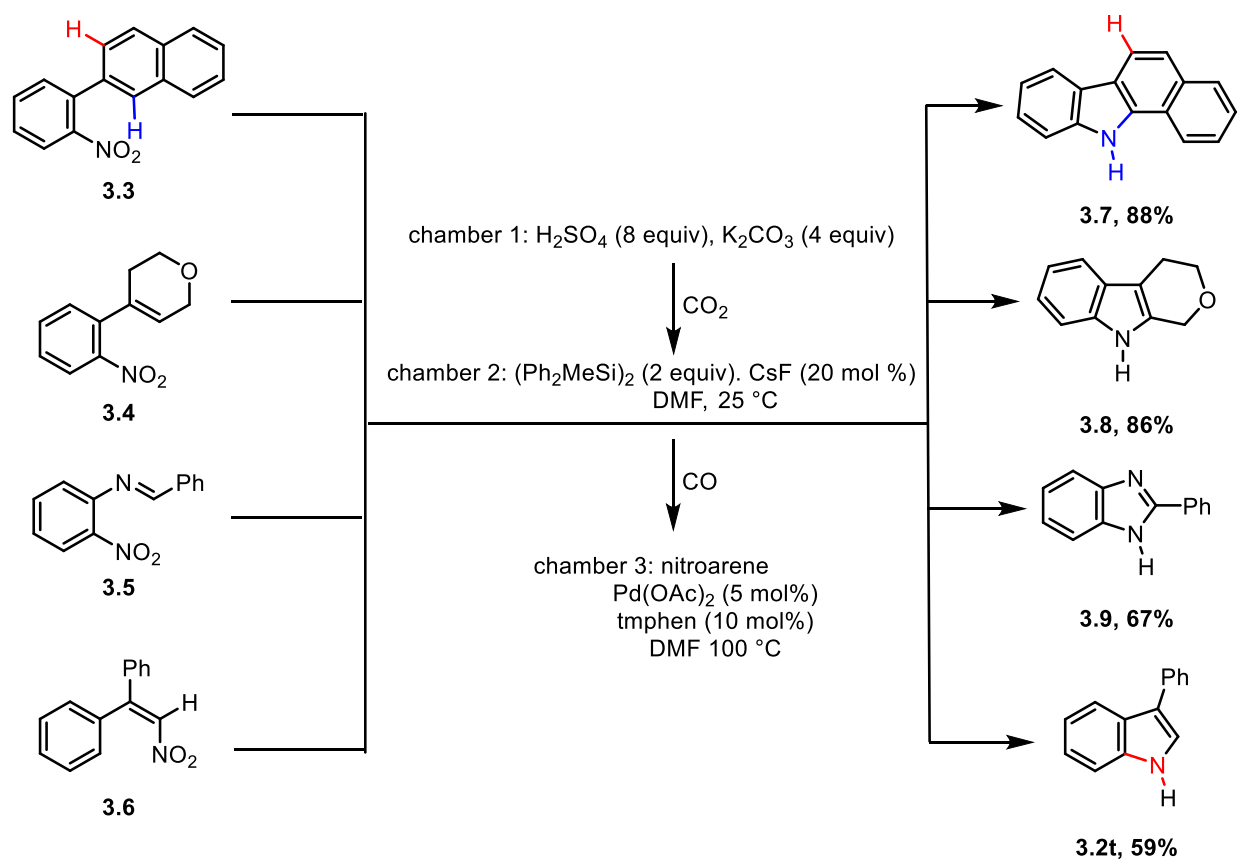 H
H
NO2
3.3
O
NO2
3.4
N
Ph
NO2
3.5
Ph
H
NO2
3.6
chamber 1: H2SO4 (8 equiv), K2CO3 (4 equiv)
CO2
chamber 2: (Ph2MeSi)2 (2 equiv). CsF (20 mol %)
DMF, 25 °C
CO
chamber 3: nitroarene
Pd(OAc)2 (5 mol%)
tmphen (10 mol%)
DMF 100 °C
H
N
H
3.7, 88%
O
N
H
3.8, 86%
N
Ph
N
H
3.9, 67%
Ph
N
H
3.2t, 59%